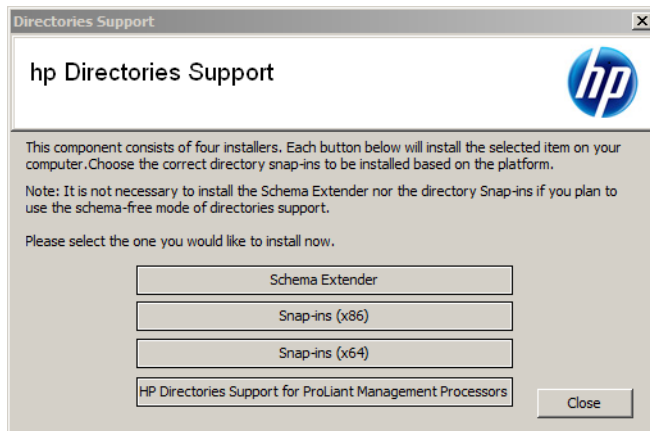 Directories Support
hp Directories Support
hp
This component consists of four installers. Each button below will install the selected item on your
computer.Choose the correct directory snap-ins to be installed based on the platform.
Note: It is not necessary to install the Schema Extender nor the directory Snap-ins if you plan to
use the schema-free mode of directories support.
Please select the one you would like to install now.
Schema Extender
Snap-ins (x86)
Snap-ins (x64)
HP Directories Support for ProLiant Management Processors
Close